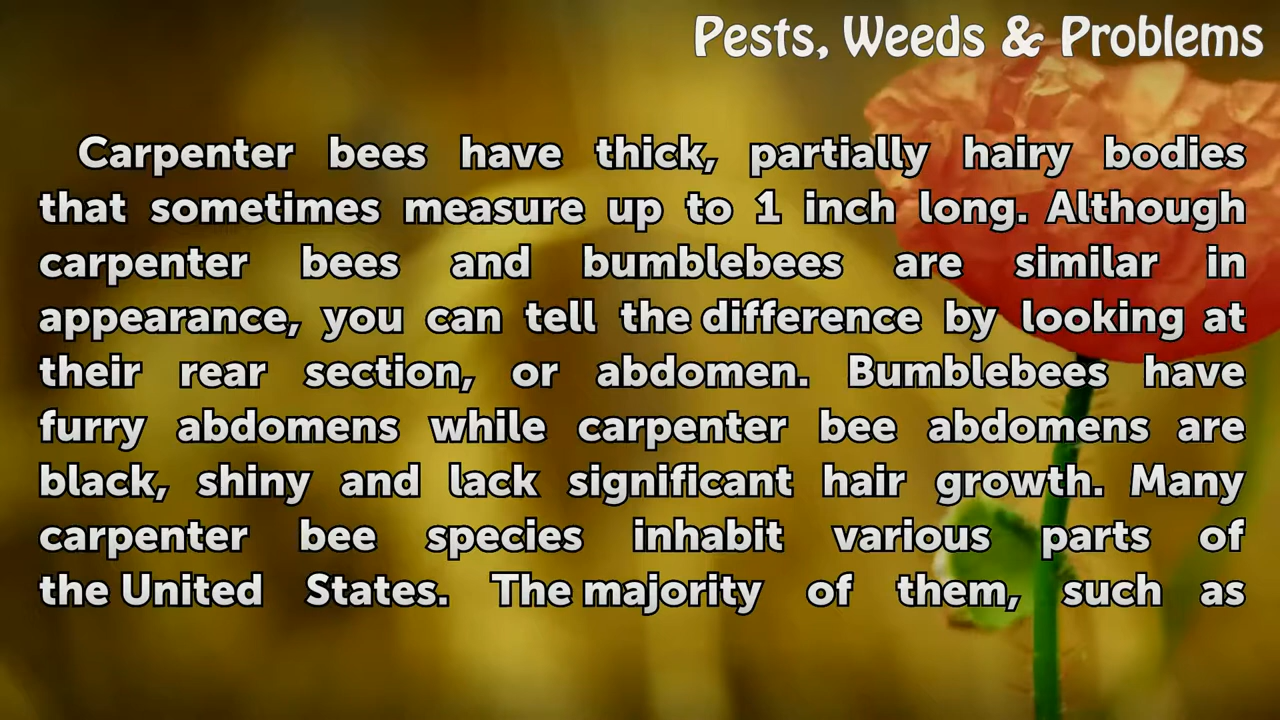 Pests, Weeds & Problems
Carpenter bees have thick, partially hairy bodies
that sometimes measure up to 1 inch long. Although
carpenter bees and bumblebees are similar in
appearance, you can tell the difference by looking at
their rear section, or abdomen. Bumblebees have
furry abdomens while carpenter bee abdomens are
black, shiny and lack significant hair growth. Many
carpenter bee species inhabit various parts of
the United States. The majority of them, such as